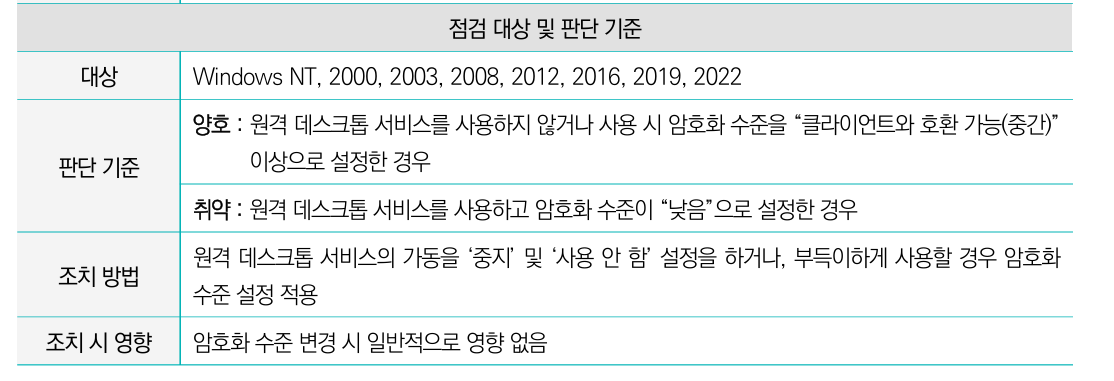 점검 대상 및 판단 기준
대상
Windows NT, 2000, 2003, 2008, 2012, 2016, 2019, 2022
판단 기준
양호 : 원격 데스크톱 서비스를 사용하지 않거나 사용 시 암호화 수준을 “클라이언트와 호환 가능(중간)”
이상으로 설정한 경우
취약 : 원격 데스크톱 서비스를 사용하고 암호화 수준이 “낮음”으로 설정한 경우
조치 방법
원격 데스크톱 서비스의 가동을 ‘중지’ 및 ‘사용 안 함’ 설정을 하거나, 부득이하게 사용할 경우 암호화
수준 설정 적용
조치 시 영향
암호화 수준 변경 시 일반적으로 영향 없음